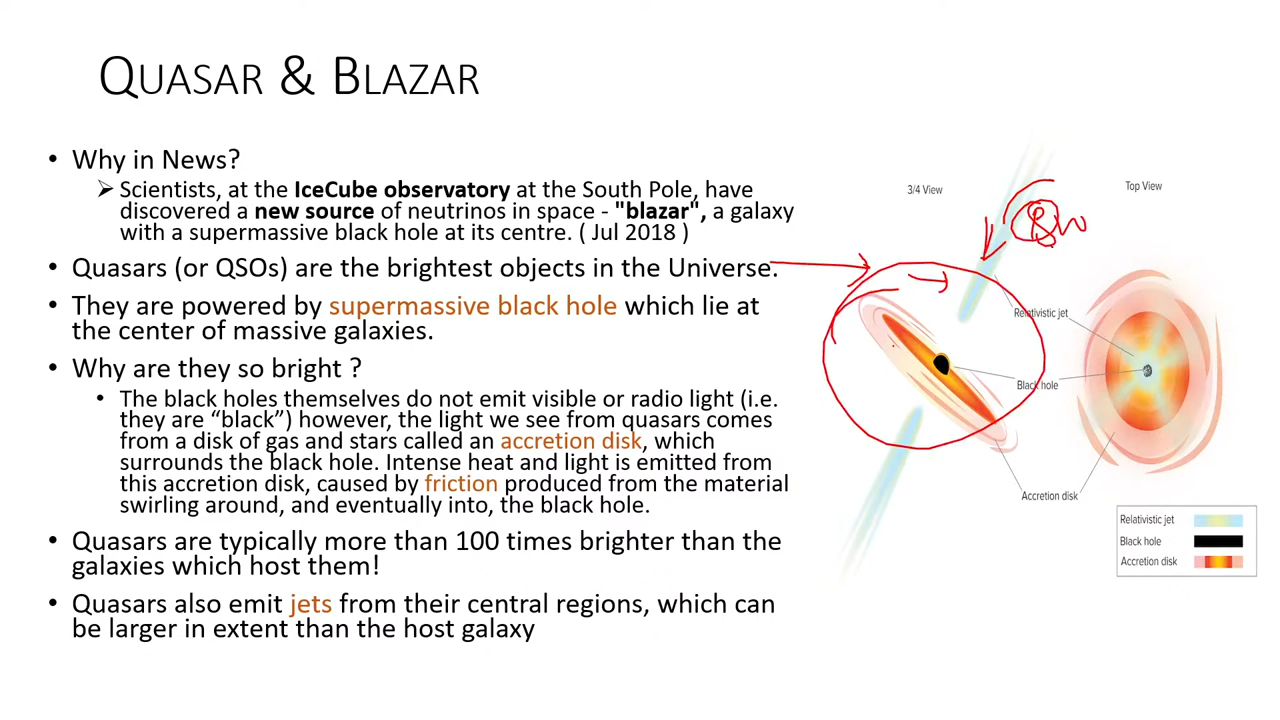 QUASAR & BLAZAR
• Why in News?
➢ Scientists, at the IceCube observatory at the South Pole, have
discovered a new source of neutrinos in space - "blazar", a galaxy
with a supermassive black hole at its centre. ( Jul 2018 )
• Quasars (or QSOs) are the brightest objects in the Universe.
• They are powered by supermassive black hole which lie at
the center of massive galaxies.
• Why are they so bright ?
• The black holes themselves do not emit visible or radio light (i.e.
they are “black”) however, the light we see from quasars comes
from a disk of gas and stars called an accretion disk, which
surrounds the black hole. Intense heat and light is emitted from
this accretion disk, caused by friction produced from the material
swirling around, and eventually into, the black hole.
• Quasars are typically more than 100 times brighter than the
galaxies which host them!
• Quasars also emit jets from their central regions, which can
be larger in extent than the host galaxy
3/4 View
Top View
Relativistic jet
Black hole
Accretion disk
Relativistic jet
Black hole
Accretion disk